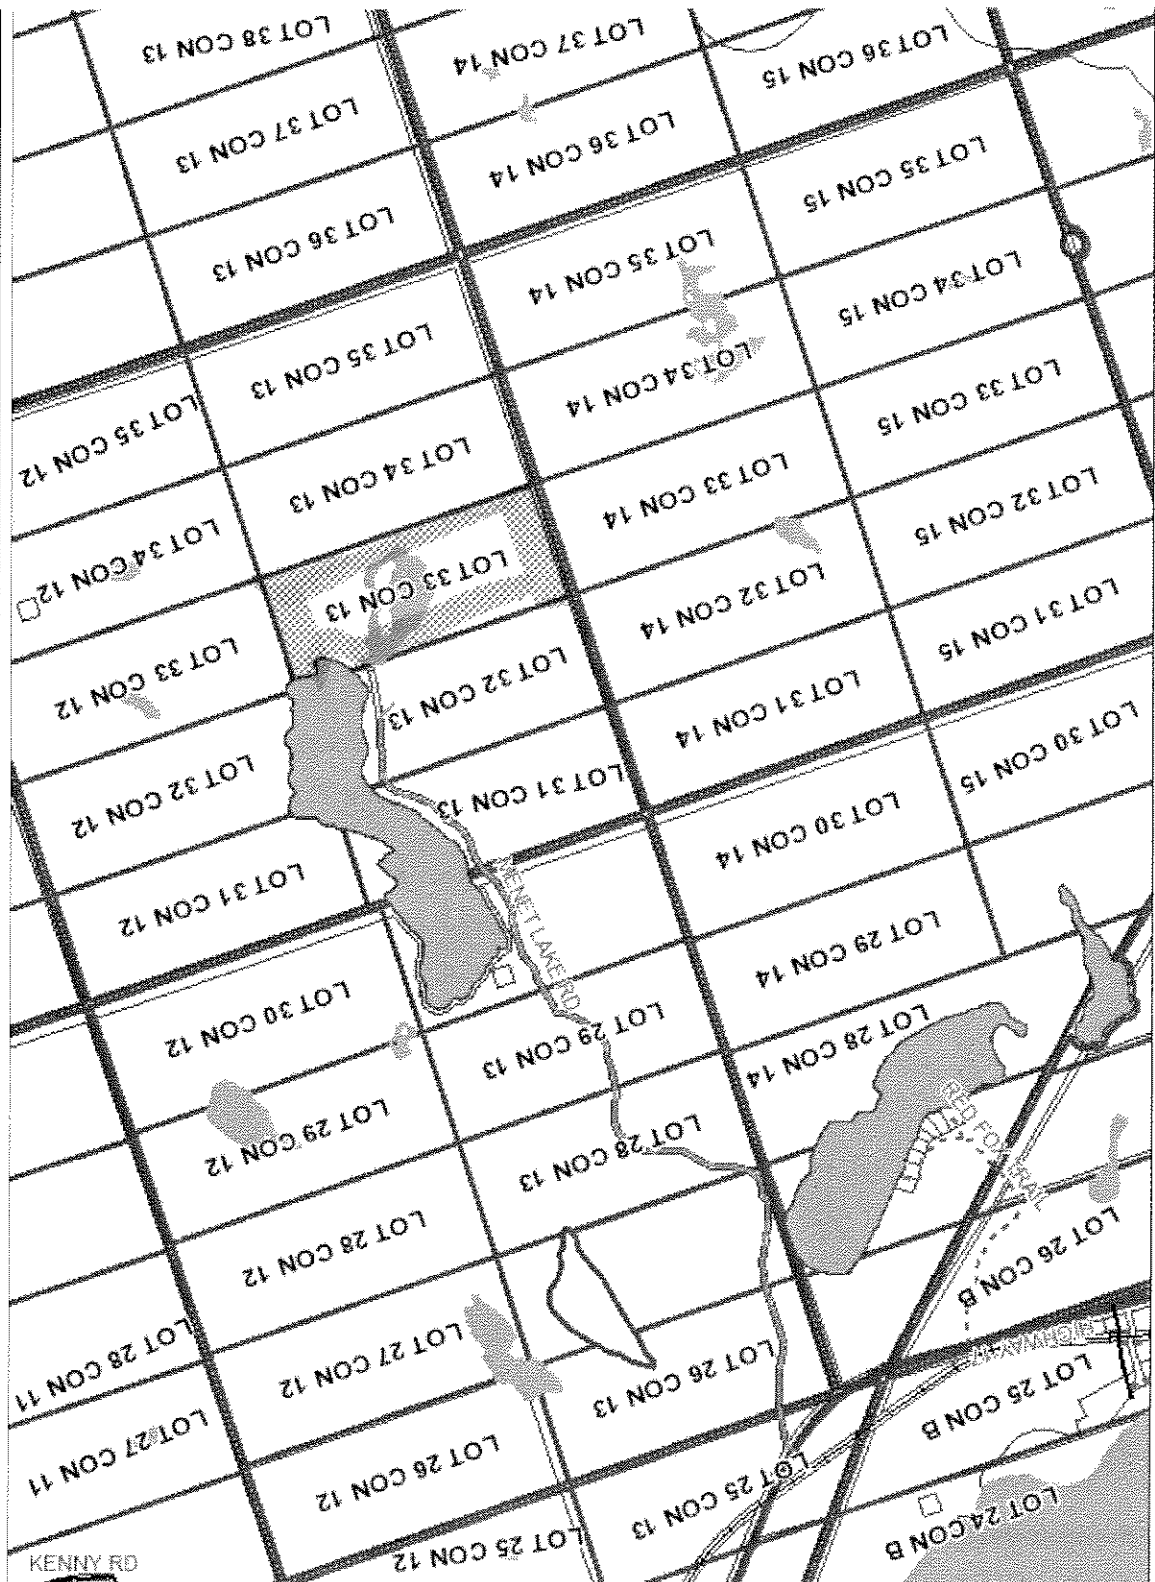 LOT 38 CON 13
LOT 37 CON 14
LOT 36 CON 15
LOT 37 CON 13
LOT 36 CON 14
LOT 35 CON 15
LOT 36 CON 13
LOT 35 CON 14
LOT 34 CON 15
LOT 35 CON 12
LOT 35 CON 13
LOT 34 CON 14
LOT 33 CON 15
LOT 34 CON 12
LOT 34 CON 13
LOT 33 CON 14
LOT 32 CON 15
LOT 33 CON 12
LOT 33 CON 13
LOT 32 CON 14
LOT 31 CON 15
LOT 32 CON 12
LOT 32 CON 13
LOT 31 CON 14
LOT 30 CON 15
LOT 31 CON 12
LOT 31 CON 13
LOT 30 CON 14
LAKE RD
LOT 30 CON 12
LOT 29 CON 13
LOT 29 CON 14
LOT 29 CON 12
LOT 28 CON 13
LOT 28 CON 14
RED FOX TRAIL
LOT 28 CON 12
LOT 26 CON B
LOT 28 CON 11
LOT 27 CON 12
LOT 26 CON 13
HIGHWAY
LOT 25 CON B
LOT 27 CON 11
LOT 26 CON 12
LOT 25 CON 13
LOT 24 CON B
LOT 25 CON 12
KENNY RD